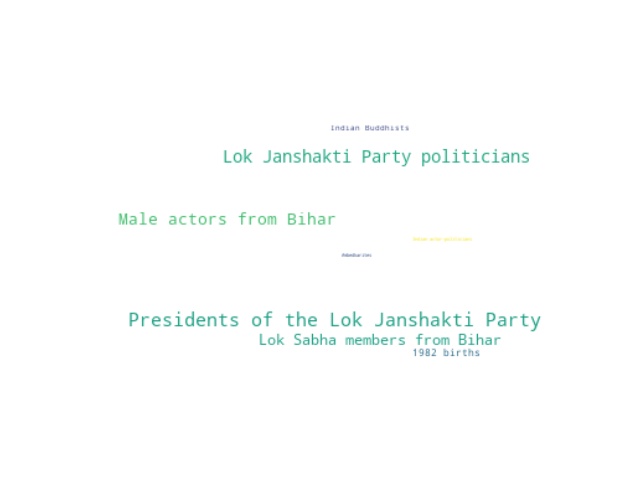 Indian Buddhists
Lok Janshakti Party politicians
Male actors from Bihar
Presidents of the Lok Janshakti Party
Lok Sabha members from Bihar
1982 births